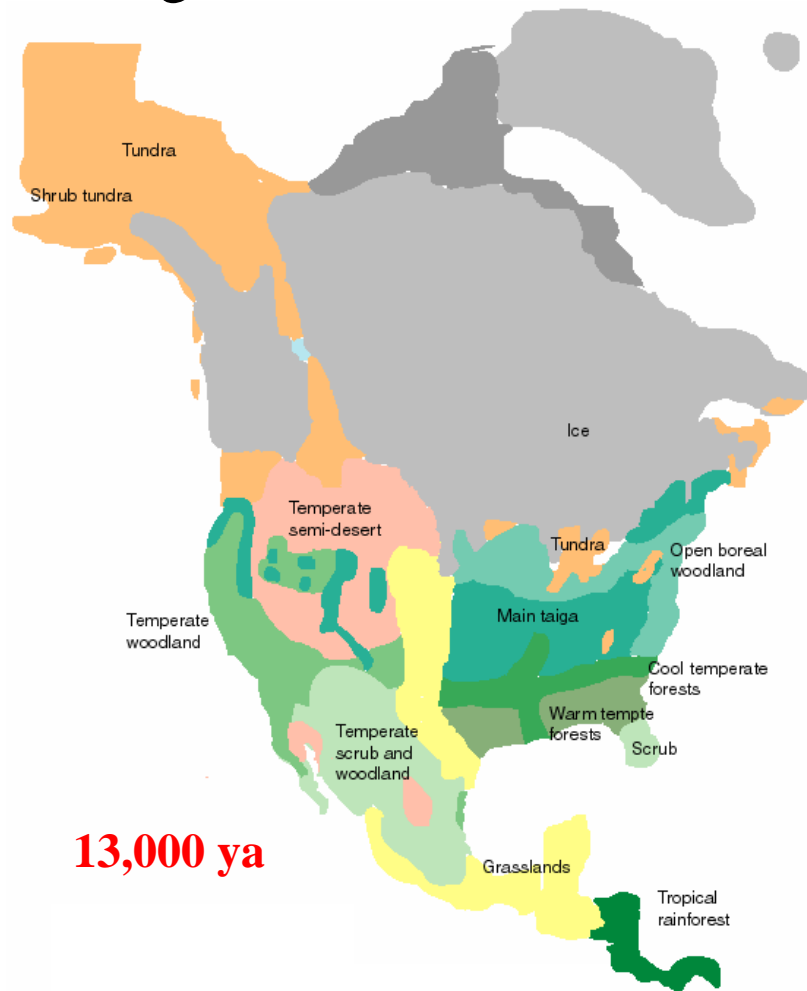 Tundra
Shrub tundra
Ice
Temperate
semi-desert
Tundra
Open boreal
woodland
Temperate
woodland
Main taiga
Cool temperate
forests
Warm tempte
forests
Temperate
scrub and
woodland
Scrub
13,000 ya
Grasslands
Tropical
rainforest